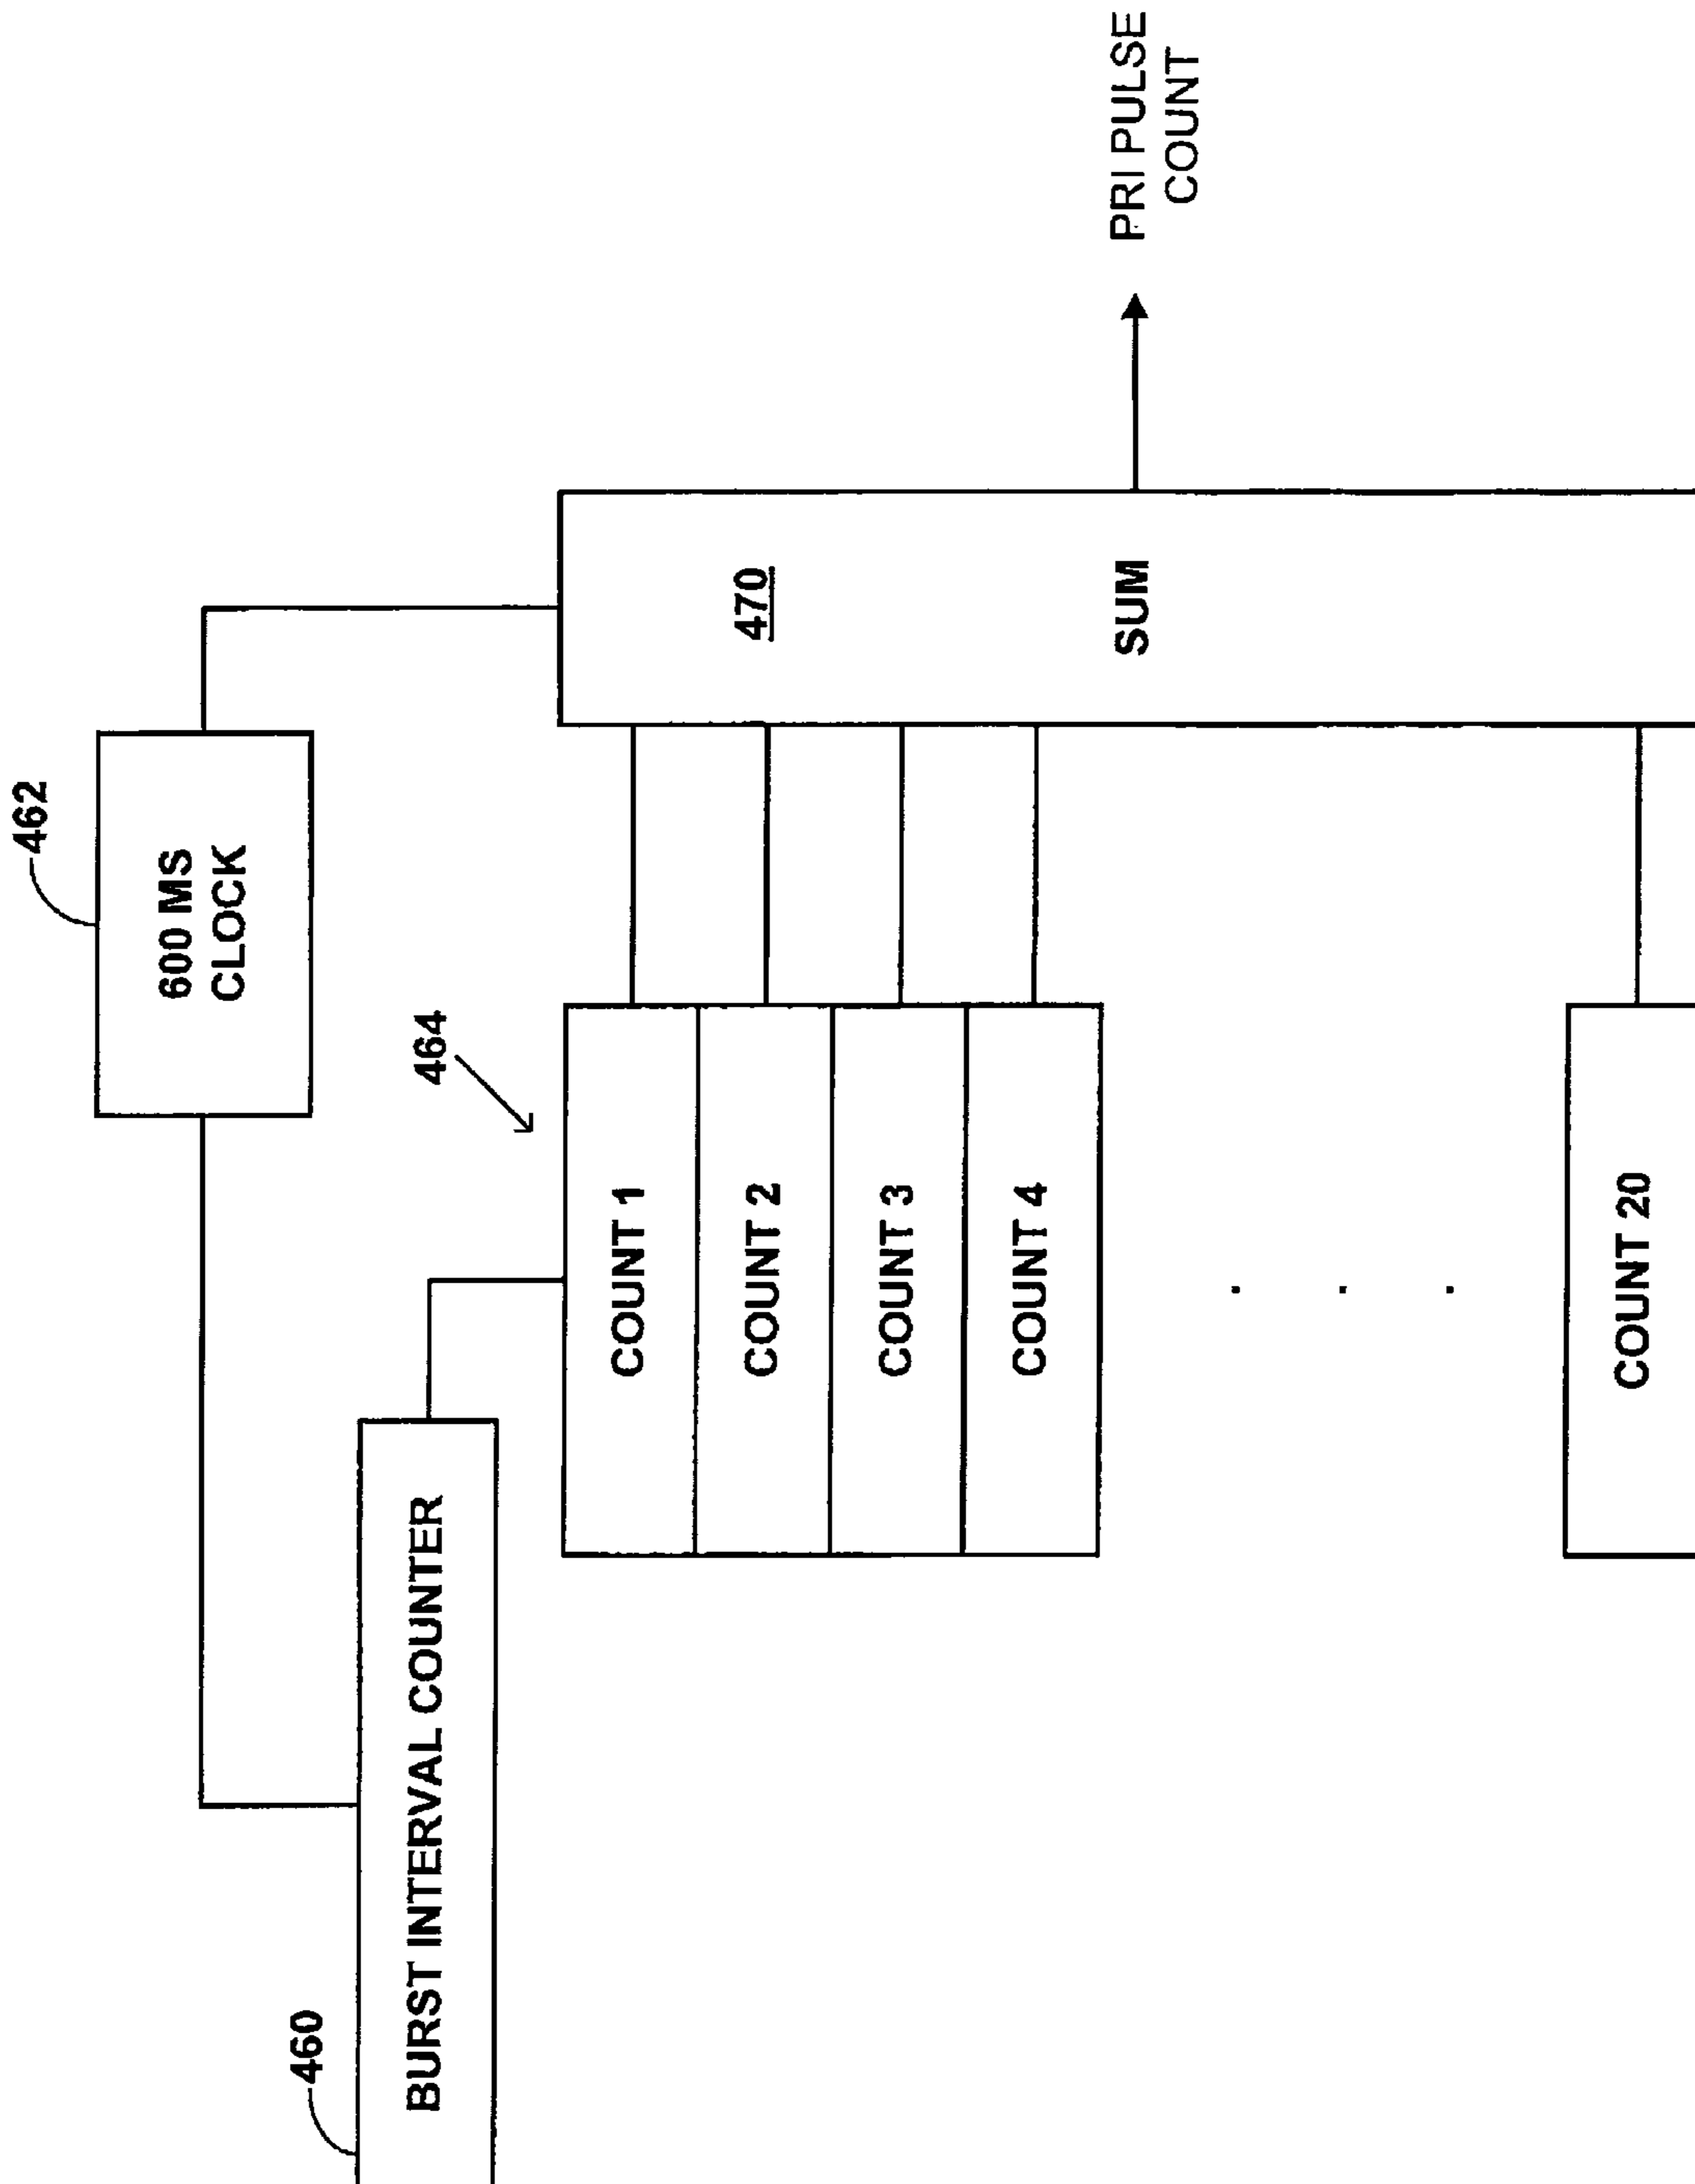 462
600 MS
CLOCK
460
BURST INTERVAL COUNTER
464
COUNT 1
COUNT 2
COUNT 3
COUNT 4
.
.
.
COUNT 20
470
SUM
PRI PULSE
COUNT